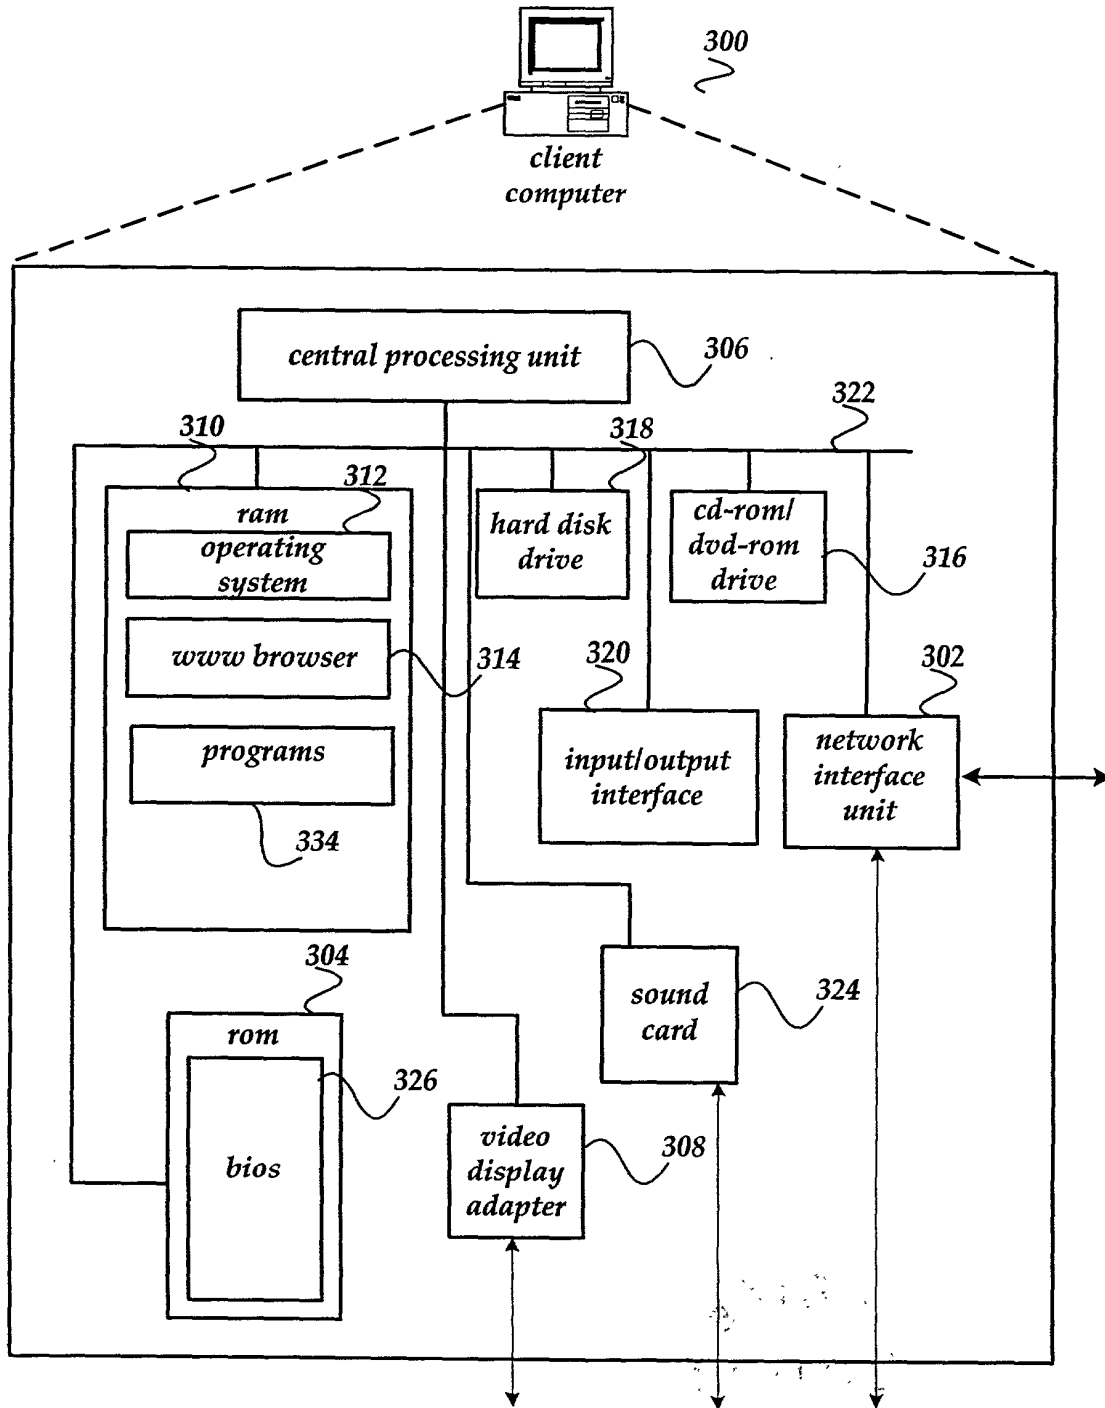 300
client
computer
central processing unit
306
322
310
318
312
ram
operating
system
hard disk
drive
cd-rom/
dvd-rom
drive
316
www browser
314
320
302
programs
input/output
interface
network
interface
unit
334
304
rom
326
bios
sound
card
324
video
display
adapter
308